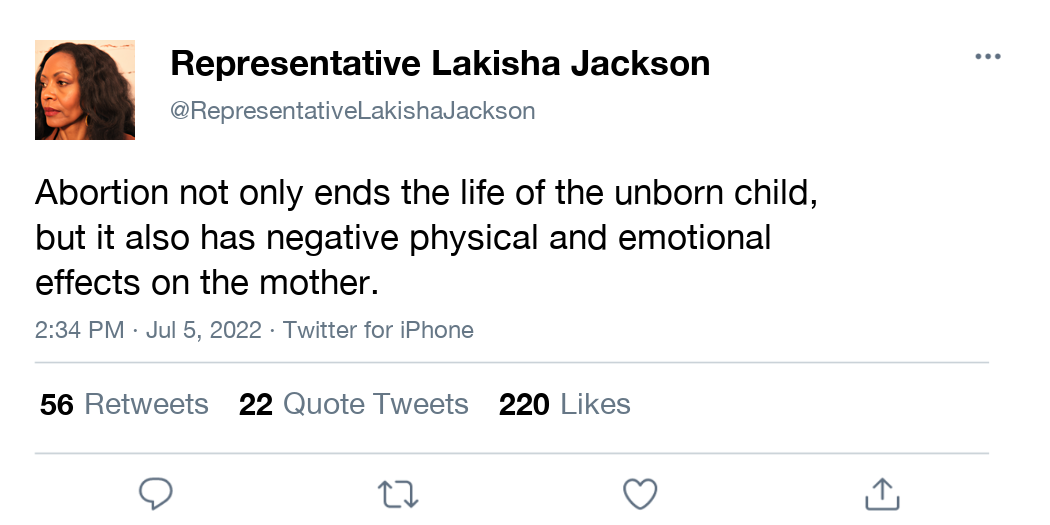 Representative Lakisha Jackson
@RepresentativeLakishaJackson
Abortion not only ends the life of the unborn child,
but it also has negative physical and emotional
effects on the mother.
2:34 PM · Jul 5, 2022 · Twitter for iPhone
56 Retweets 22 Quote Tweets 220 Likes